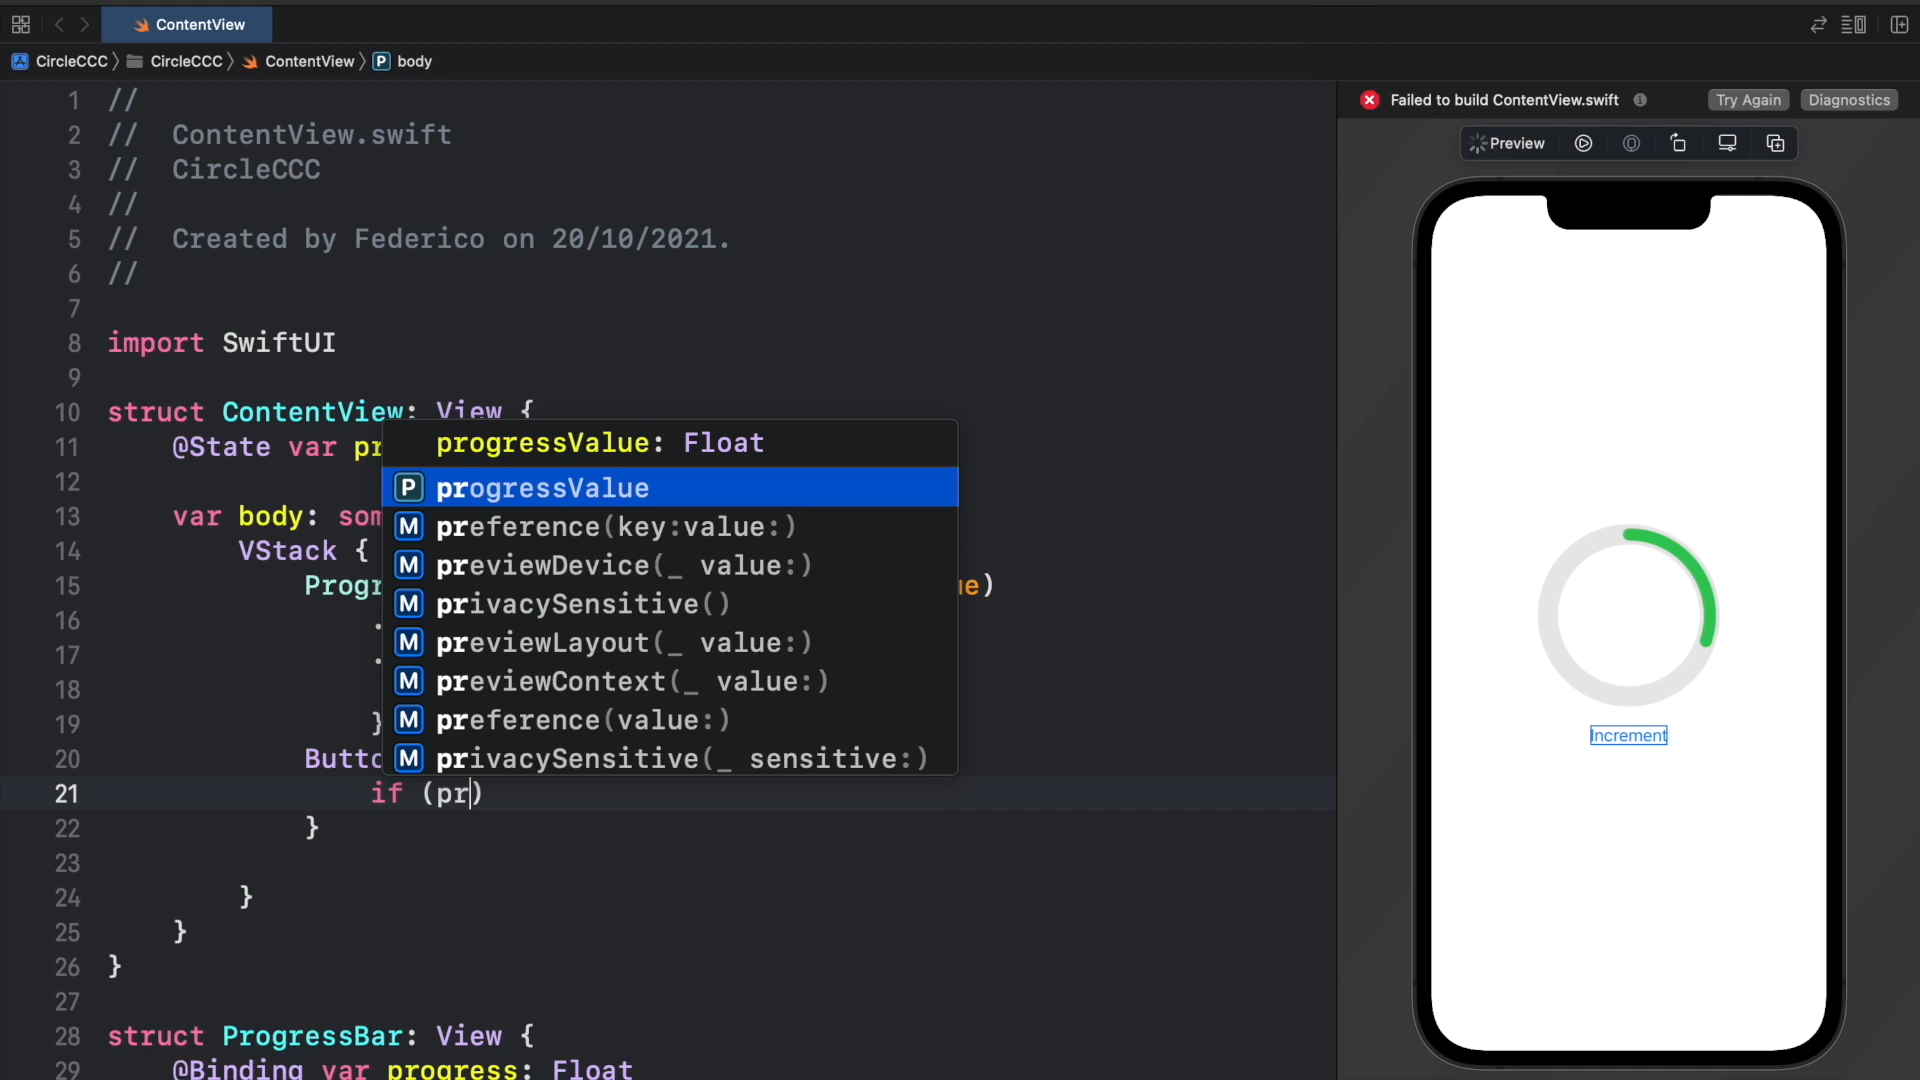 ContentView
CircleCCC 〉 CircleCCC 〉 ContentView 〉 P body
1 //
2 // ContentView.swift
3 // CircleCCC
4 //
5 // Created by Federico on 20/10/2021.
6 //
7
8 import SwiftUI
9
10 struct ContentView: View {
11 @State var pr
progressValue: Float
12
P progressValue
13 var body: som
M preference(key:value:)
14 VStack {
M previewDevice(_ value:)
15 Progr
e)
M privacySensitive()
16 .
M previewLayout(_ value:)
17 .
M previewContext(_ value:)
18
M preference(value:)
19 }
M privacySensitive(_ sensitive:)
20 Butto
21 if (pr)
22 }
23
24 }
25 }
26 }
27
28 struct ProgressBar: View {
29 @Binding var progress: Float
Failed to build ContentView.swift
Try Again
Diagnostics
Preview
Increment